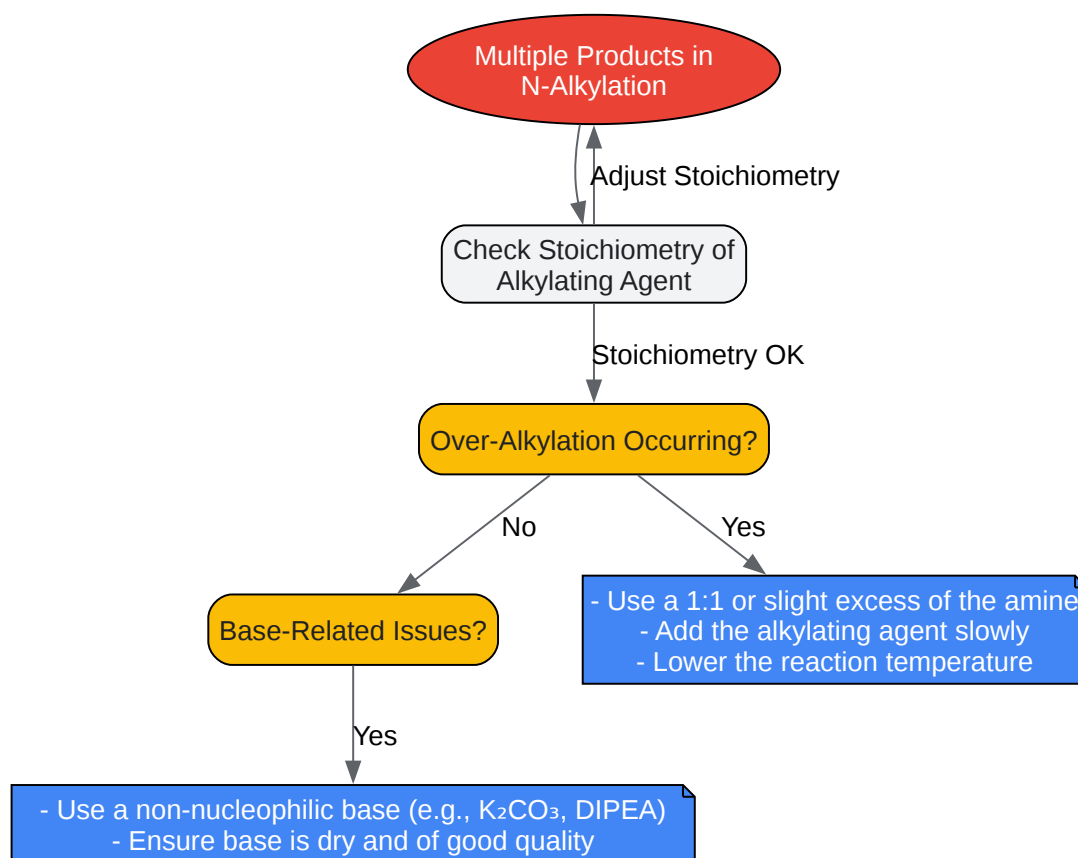 Multiple Products in
N-Alkylation
Adjust Stoichiometry
Check Stoichiometry of
Alkylating Agent
Stoichiometry OK
Over-Alkylation Occurring?
No
Yes
- Use a 1:1 or slight excess of the amine
- Add the alkylating agent slowly
- Lower the reaction temperature
Base-Related Issues?
Yes
- Use a non-nucleophilic base (e.g., K₂CO₃, DIPEA)
- Ensure base is dry and of good quality